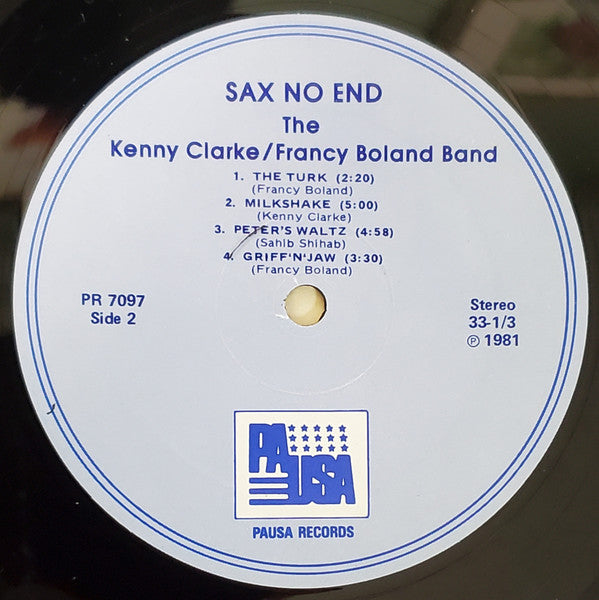 SAX NO END
The
Kenny Clarke/Francy Boland Band
1. THE TURK (2:20)
(Francy Boland)
2. MILKSHAKE (5:00)
(Kenny Clarke)
3. PETER'S WALTZ (4:58)
(Sahib Shihab)
4. GRIFF'N'JAW (3:30)
(Francy Boland)
PR 7097
Side 2
Stereo
33-1/3
℗ 1981
PAUSA
PAUSA RECORDS